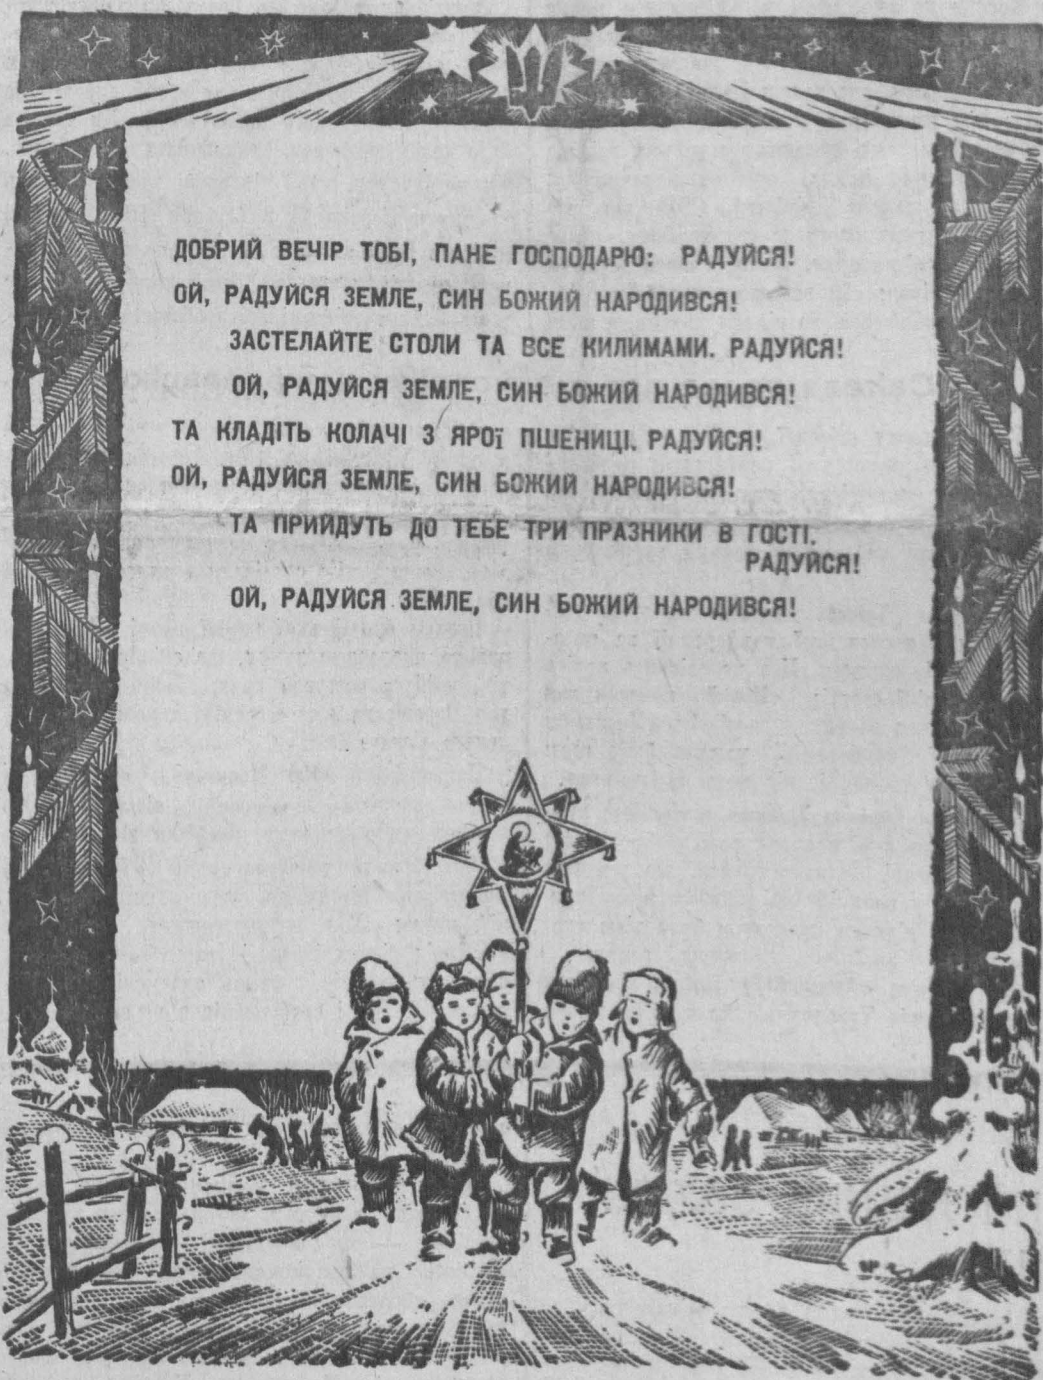 ДОБРИЙ ВЕЧІР ТОБІ, ПАНЕ ГОСПОДАРЮ: РАДУЙСЯ!
ОЙ, РАДУЙСЯ ЗЕМЛЕ, СИН БОЖИЙ НАРОДИВСЯ!
ЗАСТЕЛАЙТЕ СТОЛИ ТА ВСЕ КИЛИМАМИ. РАДУЙСЯ!
ОЙ, РАДУЙСЯ ЗЕМЛЕ, СИН БОЖИЙ НАРОДИВСЯ!
ТА КЛАДІТЬ КОЛАЧІ З ЯРОЇ ПШЕНИЦІ. РАДУЙСЯ!
ОЙ, РАДУЙСЯ ЗЕМЛЕ, СИН БОЖИЙ НАРОДИВСЯ!
ТА ПРИЙДУТЬ ДО ТЕБЕ ТРИ ПРАЗНИКИ В ГОСТІ.
РАДУЙСЯ!
ОЙ, РАДУЙСЯ ЗЕМЛЕ, СИН БОЖИЙ НАРОДИВСЯ!